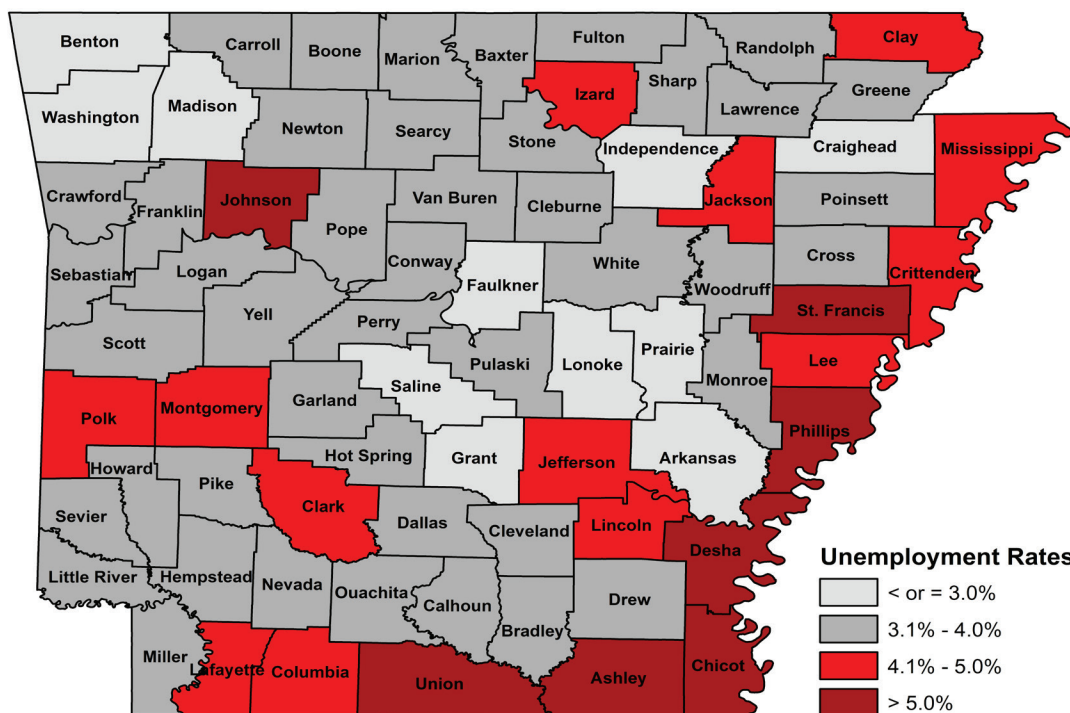 Benton
Carroll
Boone
Marion
Baxter
Fulton
Randolph
Clay
Washington
Madison
Newton
Searcy
Stone
Izard
Sharp
Lawrence
Greene
Independence
Craighead
Mississippi
Crawford
Franklin
Johnson
Pope
Van Buren
Cleburne
Jackson
Poinsett
Sebastian
Logan
Conway
Faulkner
White
Woodruff
Cross
Crittenden
Scott
Yell
Perry
Pulaski
Lonoke
Prairie
St. Francis
Lee
Monroe
Polk
Montgomery
Garland
Saline
Phillips
Howard
Pike
Hot Spring
Grant
Jefferson
Arkansas
Sevier
Clark
Dallas
Cleveland
Lincoln
Desha
Little River
Hempstead
Nevada
Ouachita
Calhoun
Bradley
Drew
Miller
Lafayette
Columbia
Union
Ashley
Chicot
Unemployment Rates
< or = 3.0%
3.1% - 4.0%
4.1% - 5.0%
> 5.0%